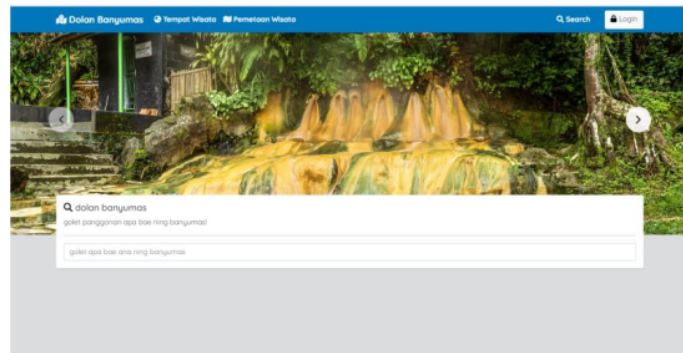 Dolan Banyumas Tempat Wisata Pemetaan Wisata Search Login
dolan banyumas
golet panggonan apa bae ning banyumas!
golet apa bae ana ning banyumas